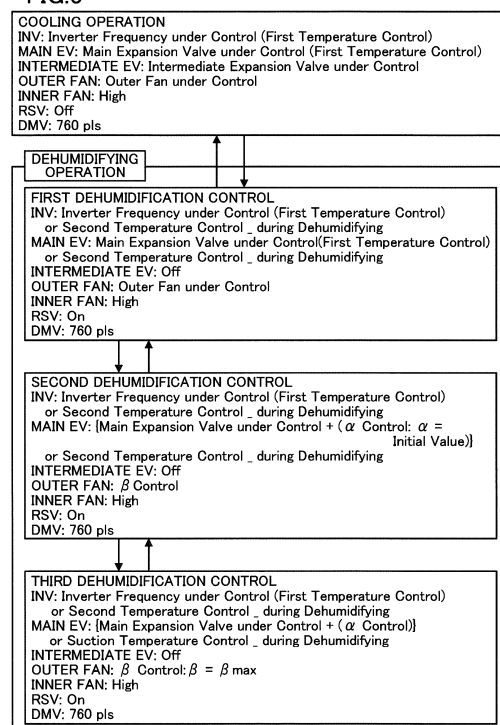 COOLING OPERATION
INV: Inverter Frequency under Control (First Temperature Control)
MAIN EV: Main Expansion Valve under Control (First Temperature Control)
INTERMEDIATE EV: Intermediate Expansion Valve under Control
OUTER FAN: Outer Fan under Control
INNER FAN: High
RSV: Off
DMV: 760 pls
DEHUMIDIFYING
OPERATION
FIRST DEHUMIDIFICATION CONTROL
INV: Inverter Frequency under Control (First Temperature Control)
or Second Temperature Control _ during Dehumidifying
MAIN EV: Main Expansion Valve under Control(First Temperature Control)
or Second Temperature Control _ during Dehumidifying
INTERMEDIATE EV: Off
OUTER FAN: Outer Fan under Control
INNER FAN: High
RSV: On
DMV: 760 pls
SECOND DEHUMIDIFICATION CONTROL
INV: Inverter Frequency under Control (First Temperature Control)
or Second Temperature Control _ during Dehumidifying
MAIN EV: {Main Expansion Valve under Control + ( α Control: α =
Initial Value)}
or Second Temperature Control _ during Dehumidifying
INTERMEDIATE EV: Off
OUTER FAN: β Control
INNER FAN: High
RSV: On
DMV: 760 pls
THIRD DEHUMIDIFICATION CONTROL
INV: Inverter Frequency under Control (First Temperature Control)
or Second Temperature Control _ during Dehumidifying
MAIN EV: {Main Expansion Valve under Control + ( α Control)}
or Suction Temperature Control _ during Dehumidifying
INTERMEDIATE EV: Off
OUTER FAN: β Control: β = β max
INNER FAN: High
RSV: On
DMV: 760 pls